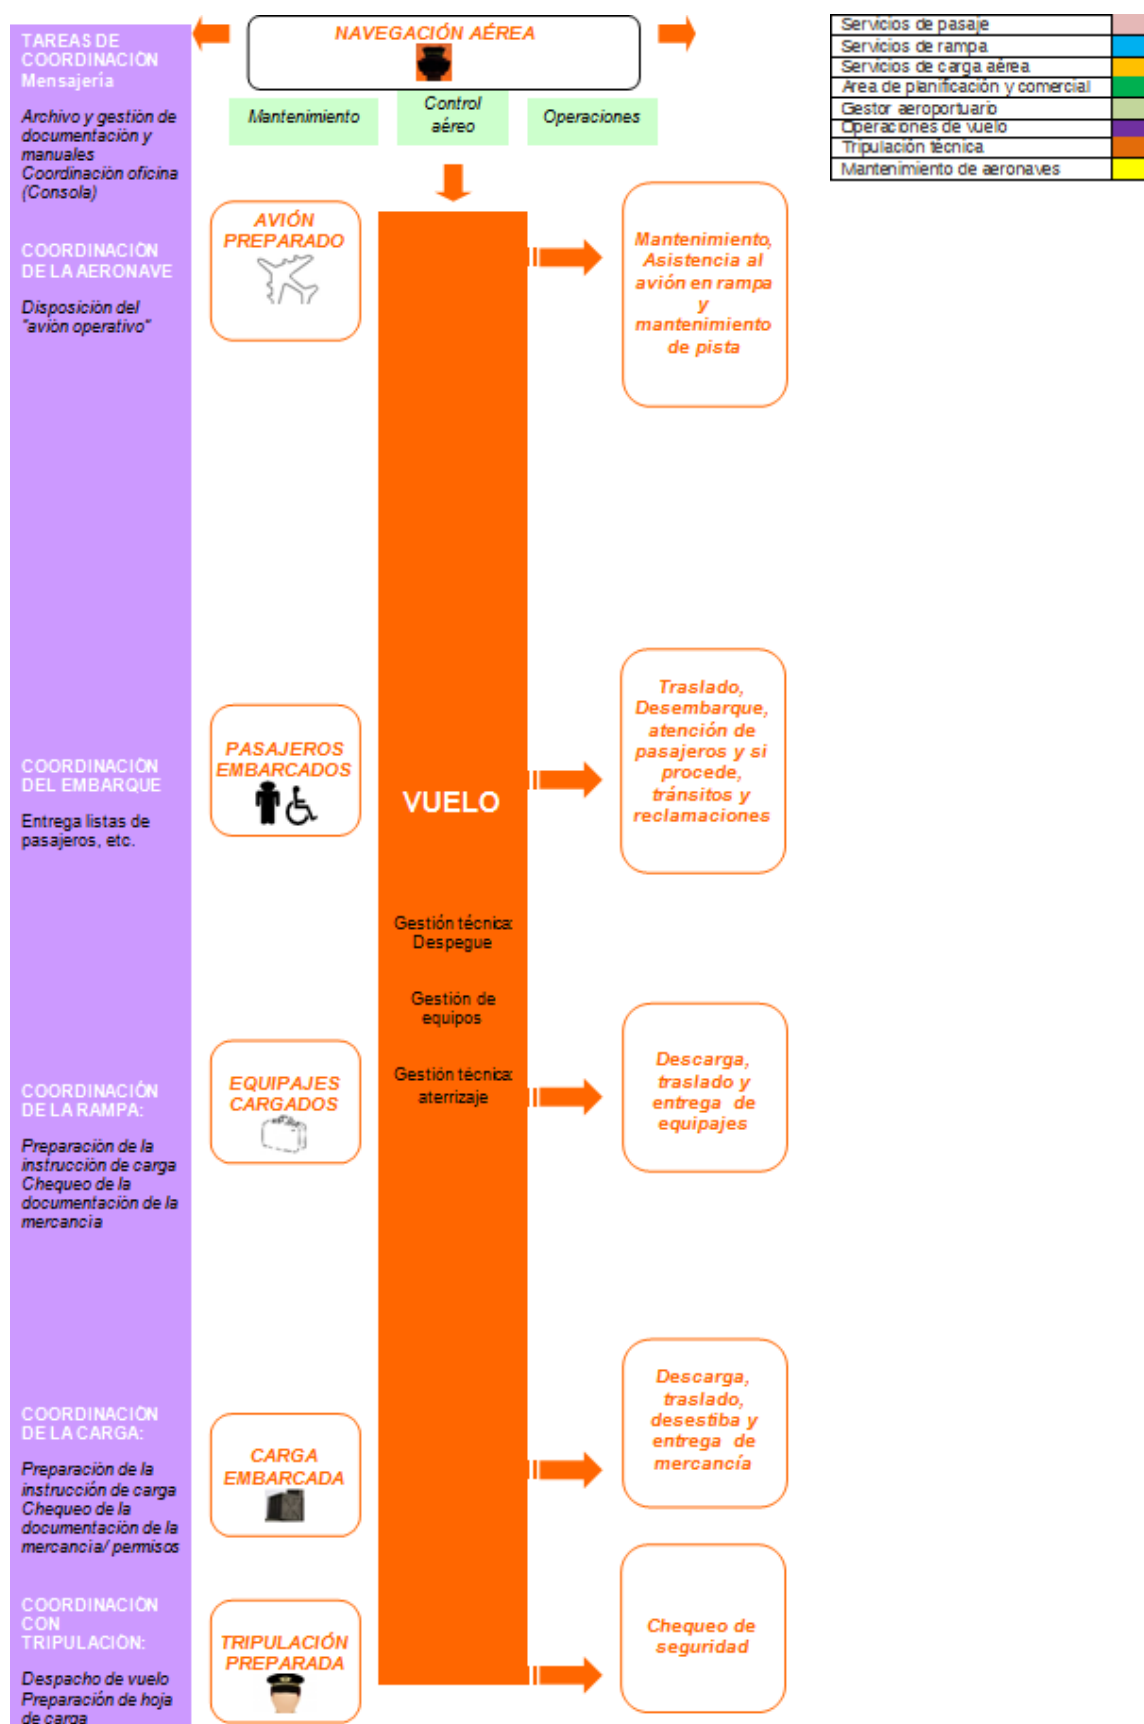 TAREAS DE
COORDINACIÓN
Mensajería
Archivo y gestión de
documentación y
manuales
Coordinación oficina
(Consola)
COORDINACIÓN
DE LA AERONAVE
Disposición del
"avión operativo"
COORDINACIÓN
DEL EMBARQUE
Entrega listas de
pasajeros, etc.
COORDINACIÓN
DE LA RAMPA:
Preparación de la
instrucción de carga
Chequeo de la
documentación de la
mercancia
COORDINACIÓN
DE LA CARGA:
Preparación de la
instrucción de carga
Chequeo de la
documentación de la
mercancia/ permisos
COORDINACIÓN
CON
TRIPULACIÓN:
Despacho de vuelo
Preparación de hoja
de carga
NAVEGACIÓN AÉREA
Mantenimiento
Control
aéreo
Operaciones
AVIÓN
PREPARADO
PASAJEROS
EMBARCADOS
EQUIPAJES
CARGADOS
CARGA
EMBARCADA
TRIPULACIÓN
PREPARADA
VUELO
Gestión técnica:
Despegue
Gestión de
equipos
Gestión técnica:
aterrizaje
Mantenimiento,
Asistencia al
avión en rampa
y
mantenimiento
de pista
Traslado,
Desembarque,
atención de
pasajeros y si
procede,
tránsitos y
reclamaciones
Descarga,
traslado y
entrega de
equipajes
Descarga,
traslado,
desestiba y
entrega de
mercancía
Chequeo de
seguridad
Servicios de pasaje
Servicios de rampa
Servicios de carga aérea
Area de planificación y comercial
Gestor aeroportuario
Operaciones de vuelo
Tripulación técnica
Mantenimiento de aeronaves